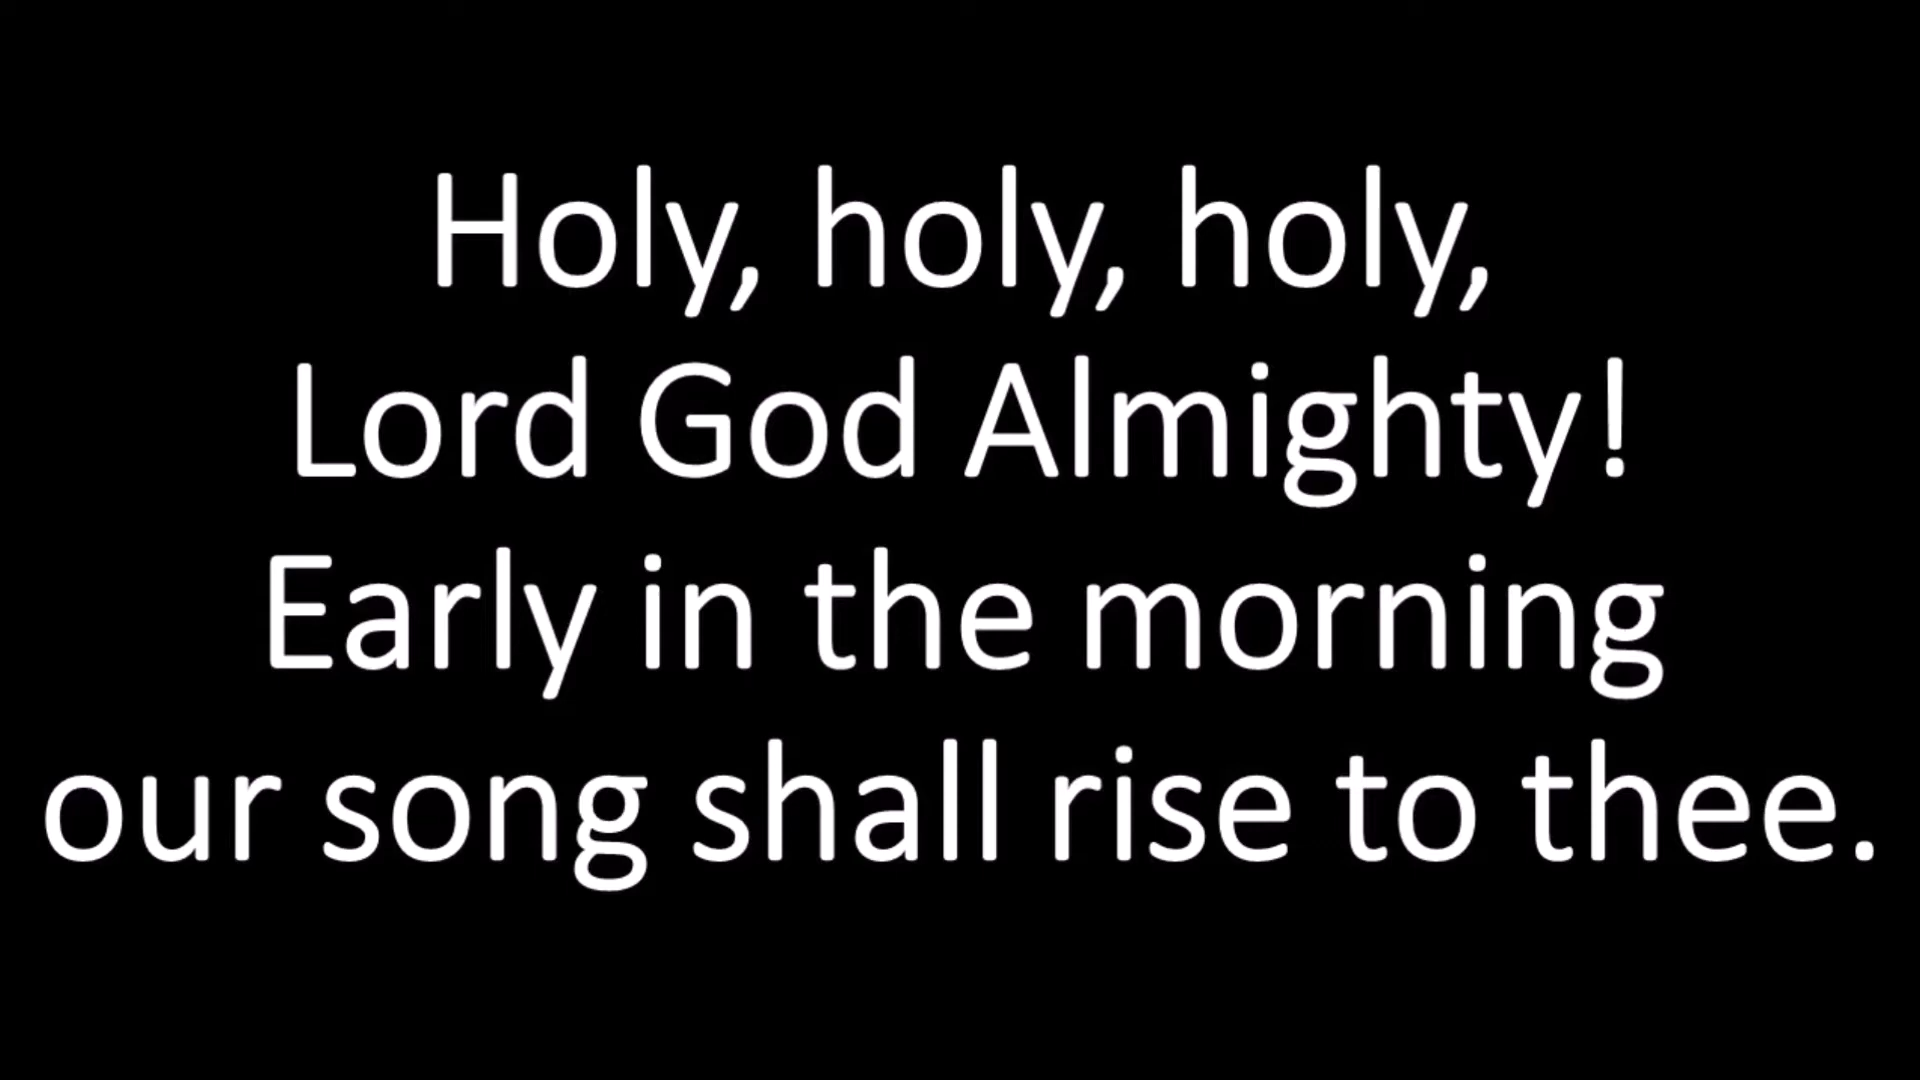 Holy, holy, holy,
Lord God Almighty!
Early in the morning
our song shall rise to thee.